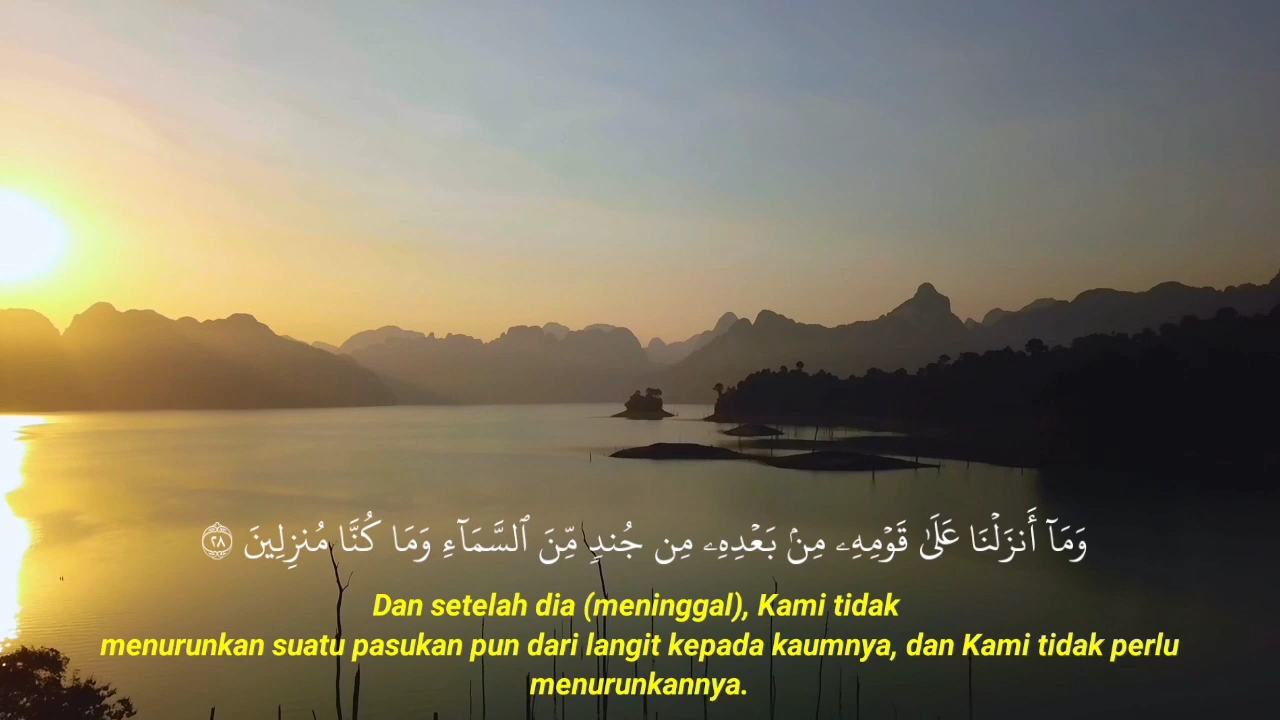 وَمَآ أَنزَلْنَا عَلَىٰ قَوْمِهِۦ مِنۢ بَعْدِهِۦ مِن جُندٍ مِّنَ ٱلسَّمَآءِ وَمَا كُنَّا مُنزِلِينَ ٢٨
Dan setelah dia (meninggal), Kami tidak
menurunkan suatu pasukan pun dari langit kepada kaumnya, dan Kami tidak perlu
menurunkannya.